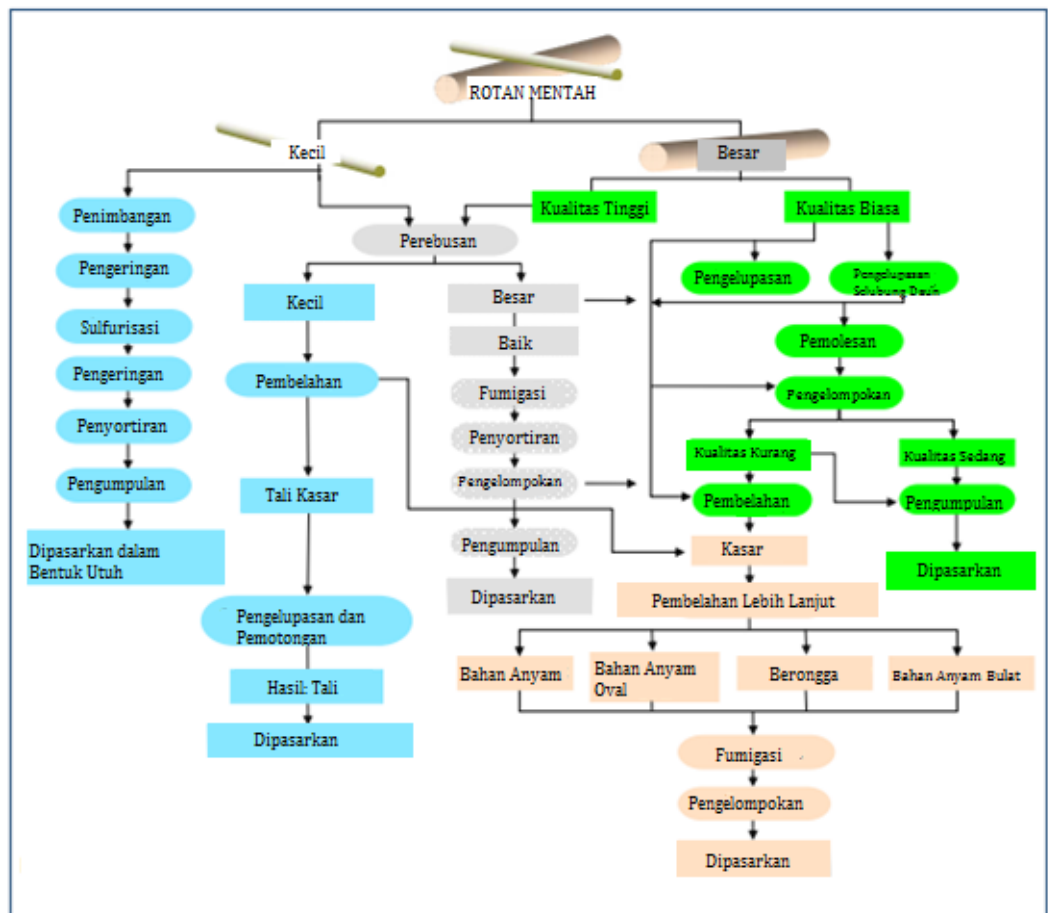 ROTAN MENTAH
Kecil
Besar
Penimbangan
Kualitas Tinggi
Kualitas Biasa
Perebusan
Pengeringan
Pengelupasan
Pengelupasan
Selubung Daun
Kecil
Besar
Sulfurisasi
Baik
Pemolesan
Pengeringan
Pembelahan
Fumigasi
Pengelompokan
Penyortiran
Penyortiran
Kualitas Kurang
Kualitas Sedang
Pengumpulan
Tali Kasar
Pengelompokan
Pembelahan
Pengumpulan
Dipasarkan dalam
Bentuk Utuh
Pengumpulan
Kasar
Dipasarkan
Dipasarkan
Pembelahan Lebih Lanjut
Pengelupasan dan
Pemotongan
Bahan Anyam
Bahan Anyam
Oval
Berongga
Bahan Anyam Bulat
Hasil: Tali
Dipasarkan
Fumigasi
Pengelompokan
Dipasarkan